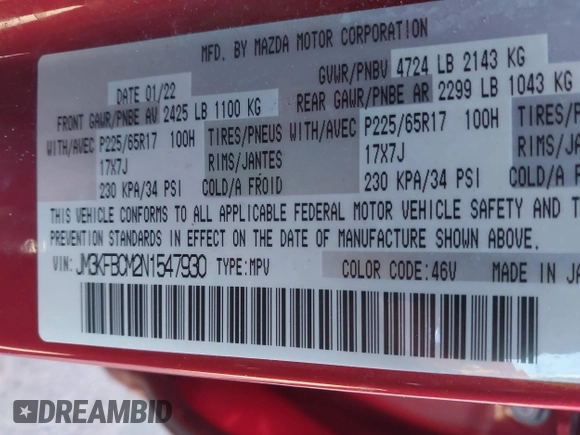 MFD. BY MAZDA MOTOR CORPORATION
DATE 01/22 GVWR/PNBV 4724 LB 2143 KG
FRONT GAWR/PNBE AV 2425 LB 1100 KG REAR GAWR/PNBE AR 2299 LB 1043 KG
WITH/AVEC P225/65R17 100H TIRES/PNEUS WITH/AVEC P225/65R17 100H TIRES/
17X7J RIMS/JANTES 17X7J RIMS/JANT
230 KPA/34 PSI COLD/A FROID 230 KPA/34 PSI COLD/A
THIS VEHICLE CONFORMS TO ALL APPLICABLE FEDERAL MOTOR VEHICLE SAFETY AND T
PREVENTION STANDARDS IN EFFECT ON THE DATE OF MANUFACTURE SHOWN ABOVE.
VIN: JM3KFBCM2N1547930 TYPE:MPV COLOR CODE:46V MADE IN JA
DREAMBID